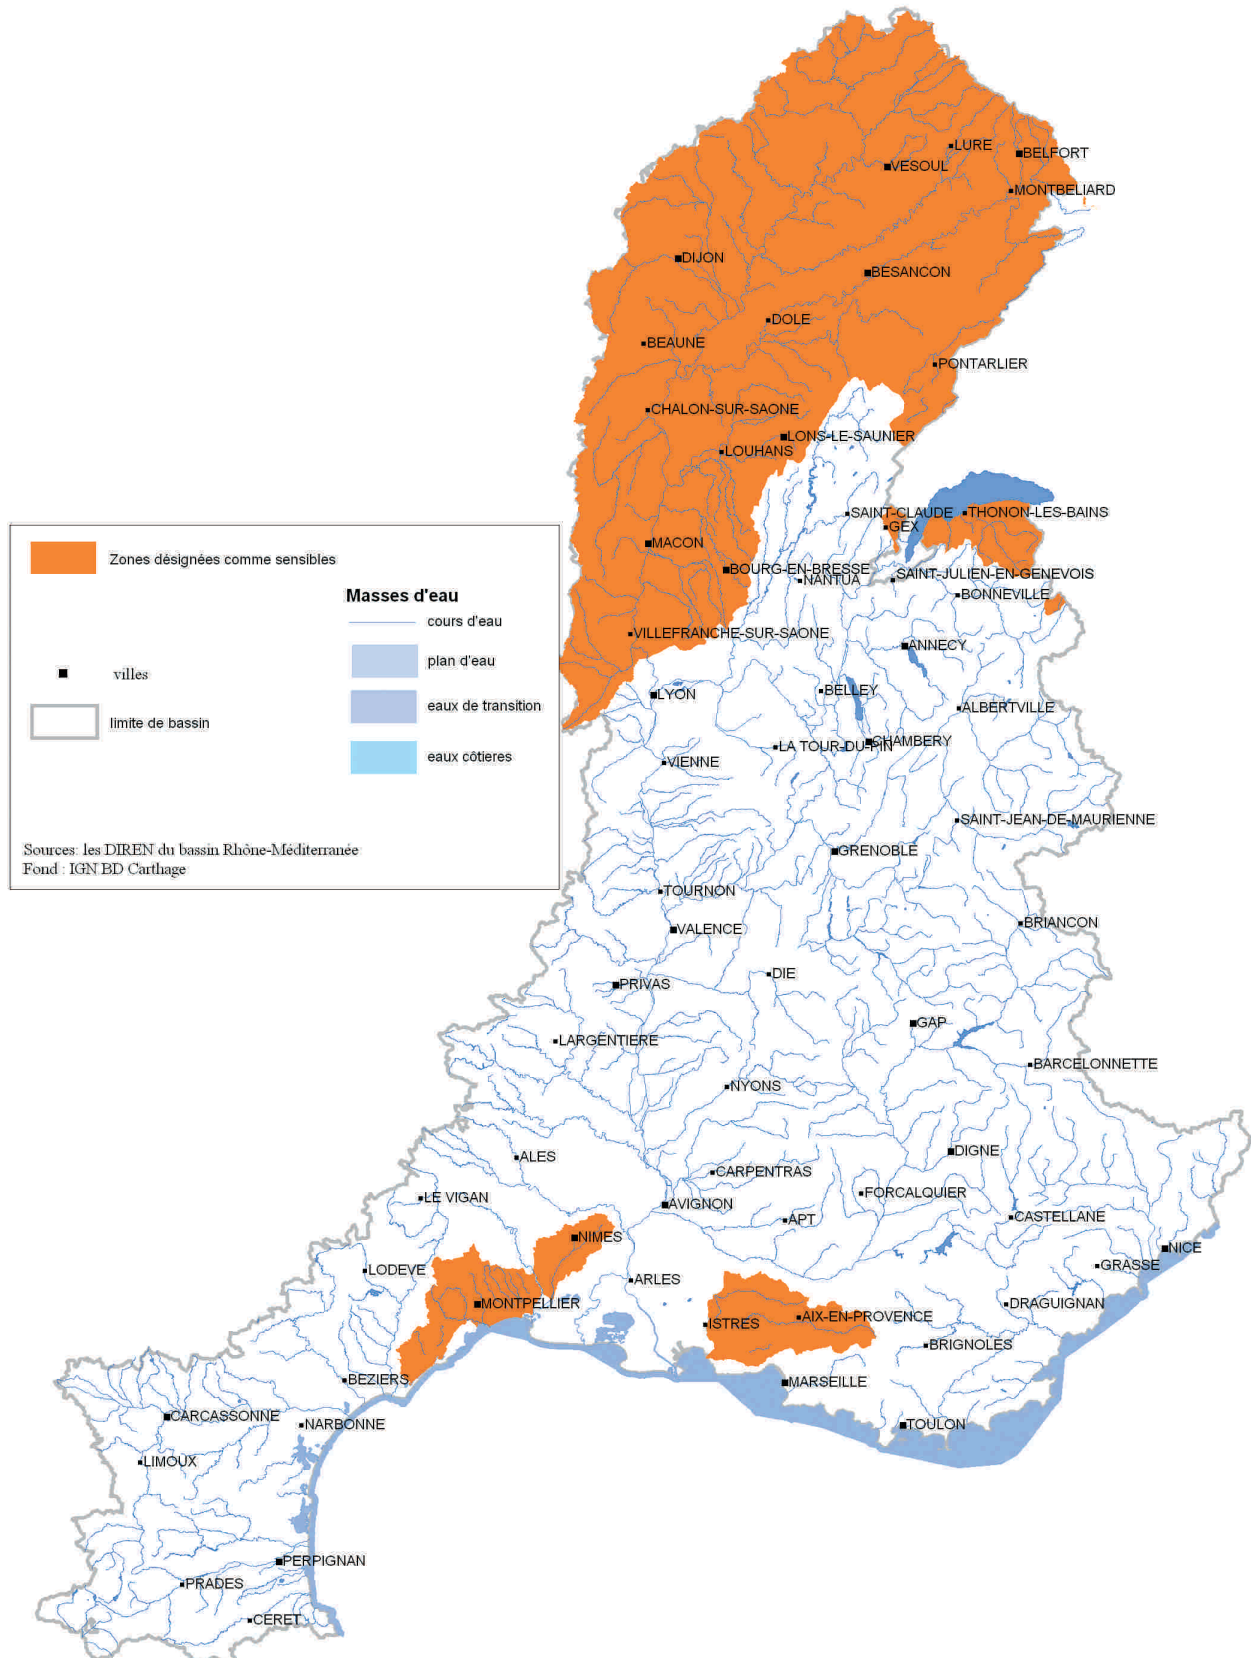 LURE
BELFORT
VESOUL
MONTBELIARD
DIJON
BESANCON
DOLE
BEAUNE
PONTARLIER
CHALON-SUR-SAONE
LONS-LE-SAUNIER
LOUHANS
SAINT-CLAUDE
THONON-LES-BAINS
GEX
MACON
BOURG-EN-BRESSE
NANTUA
SAINT-JULIEN-EN-GENEVOIS
BONNEVILLE
VILLEFRANCHE-SUR-SAONE
ANNECY
LYON
BELLEY
ALBERTVILLE
CHAMBERY
LA TOUR-DU-PIN
VIENNE
SAINT-JEAN-DE-MAURIENNE
GRENOBLE
TOURNON
BRIANCON
VALENCE
DIE
PRIVAS
GAP
LARGENTIERE
BARCELONNETTE
NYONS
DIGNE
ALES
CARPENTRAS
FORCALQUIER
LE VIGAN
AVIGNON
APT
CASTELLANE
NIMES
NICE
GRASSE
LODEVE
ARLES
MONTPELLIER
DRAGUIGNAN
ISTRES
AIX-EN-PROVENCE
BRIGNOLES
BEZIERS
MARSEILLE
CARCASSONNE
NARBONNE
TOULON
LIMOUX
PERPIGNAN
PRADES
CERET
Zones désignées comme sensibles
villes
limite de bassin
Masses d'eau
cours d'eau
plan d'eau
eaux de transition
eaux côtieres
Sources: les DIREN du bassin Rhône-Méditerranée
Fond : IGN BD Carthage